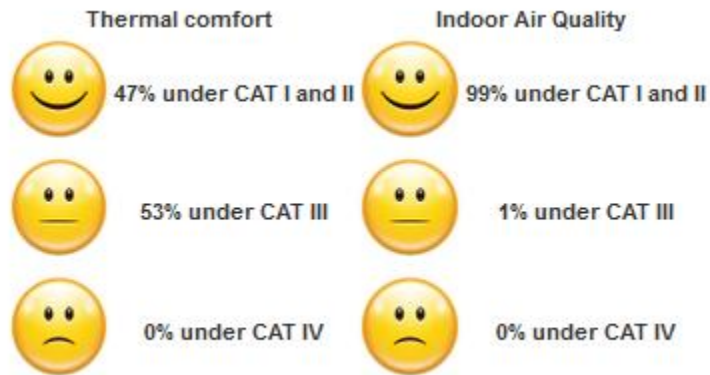 Thermal comfort
Indoor Air Quality
47% under CAT I and II
99% under CAT I and II
53% under CAT III
1% under CAT III
0% under CAT IV
0% under CAT IV